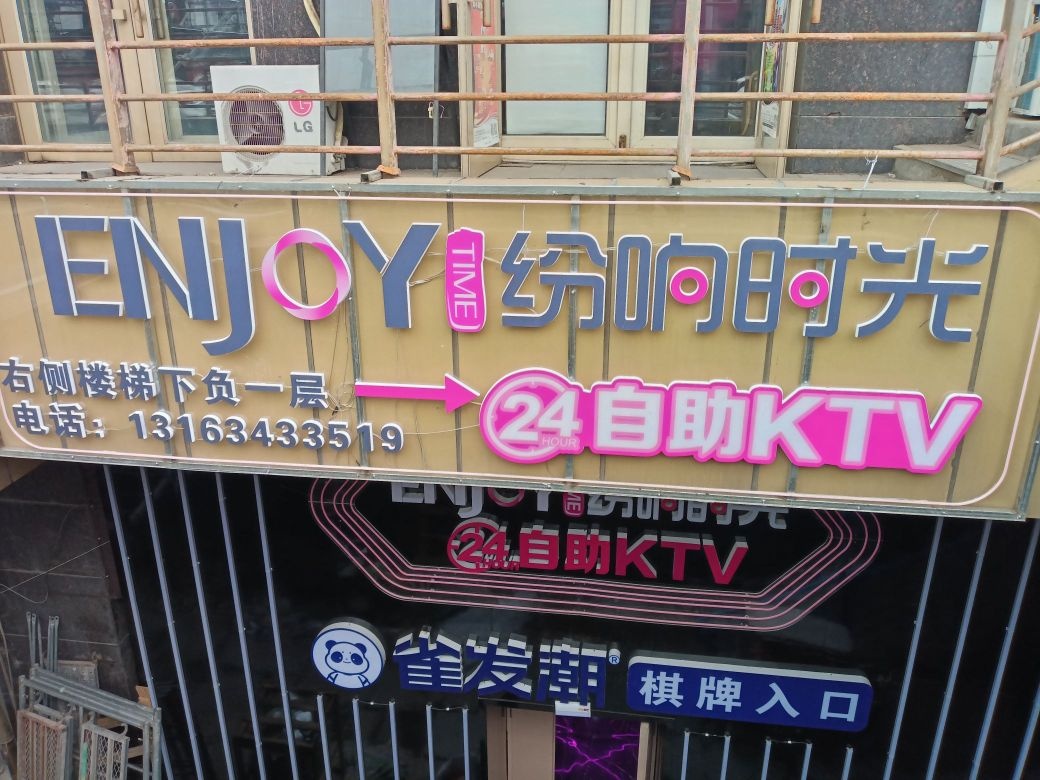 LG
ENJOY TIME 纷响时光
右侧楼梯下负一层
电话：13163433519
24 HOUR 自助KTV
ENJOY TIME 纷响时光
24 HOUR 自助KTV
雀发潮® 棋牌入口